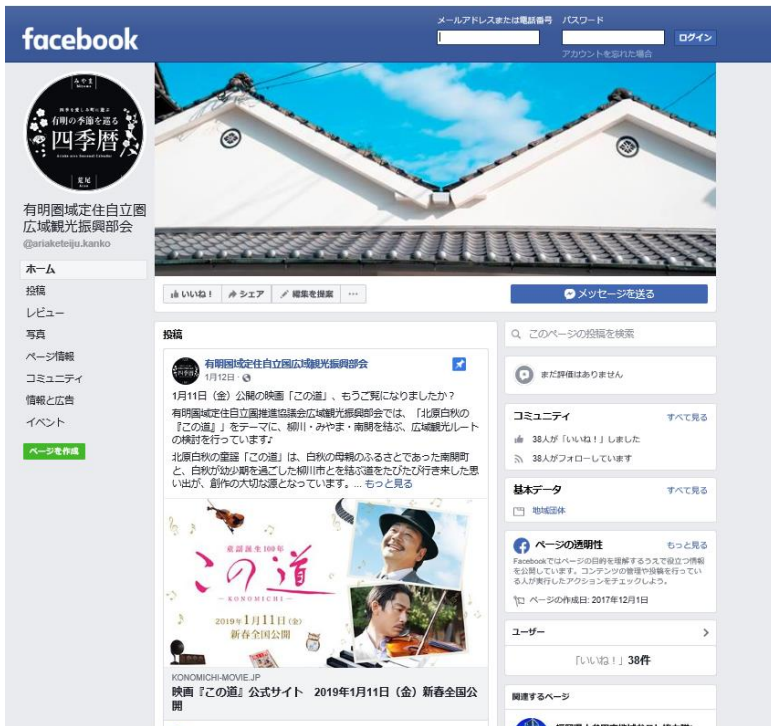 facebook
メールアドレスまたは電話番号
パスワード
ログイン
アカウントを忘れた場合
みやま
有明の季節を巡る
四季暦
荒尾
有明圏域定住自立圏
広域観光振興部会
@ariaketeiju.kanko
ホーム
投稿
レビュー
写真
ページ情報
コミュニティ
情報と広告
イベント
ページを作成
いいね！
シェア
編集を提案
メッセージを送る
投稿
有明圏域定住自立圏広域観光振興部会
1月12日
1月11日（金）公開の映画「この道」、もうご覧になりましたか？
有明圏域定住自立圏推進協議会広域観光振興部会では、「北原白秋の
『この道』」をテーマに、柳川・みやま・南関を結ぶ、広域観光ルート
の検討を行っています♪
北原白秋の童謡「この道」は、白秋の母親のふるさとであった南関町
と、白秋が幼少期を過ごした柳川市とを結ぶ道をたびたび行き来した思
い出が、創作の大切な源となっています。... もっと見る
童謡誕生100年
この道
KONOMICHI
2019年1月11日(金)
新春全国公開
KONOMICHI-MOVIE.JP
映画『この道』公式サイト　2019年1月11日（金）新春全国公
開
このページの投稿を検索
まだ評価はありません
コミュニティ
すべて見る
38人が「いいね！」しました
38人がフォローしています
基本データ
すべて見る
地域団体
ページの透明性
もっと見る
Facebookではページの目的を理解するうえで役立つ情報
を公開しています。コンテンツの管理や投稿を行ってい
る人が実行したアクションをチェックしよう。
ページの作成日: 2017年12月1日
ユーザー
「いいね！」38件
関連するページ